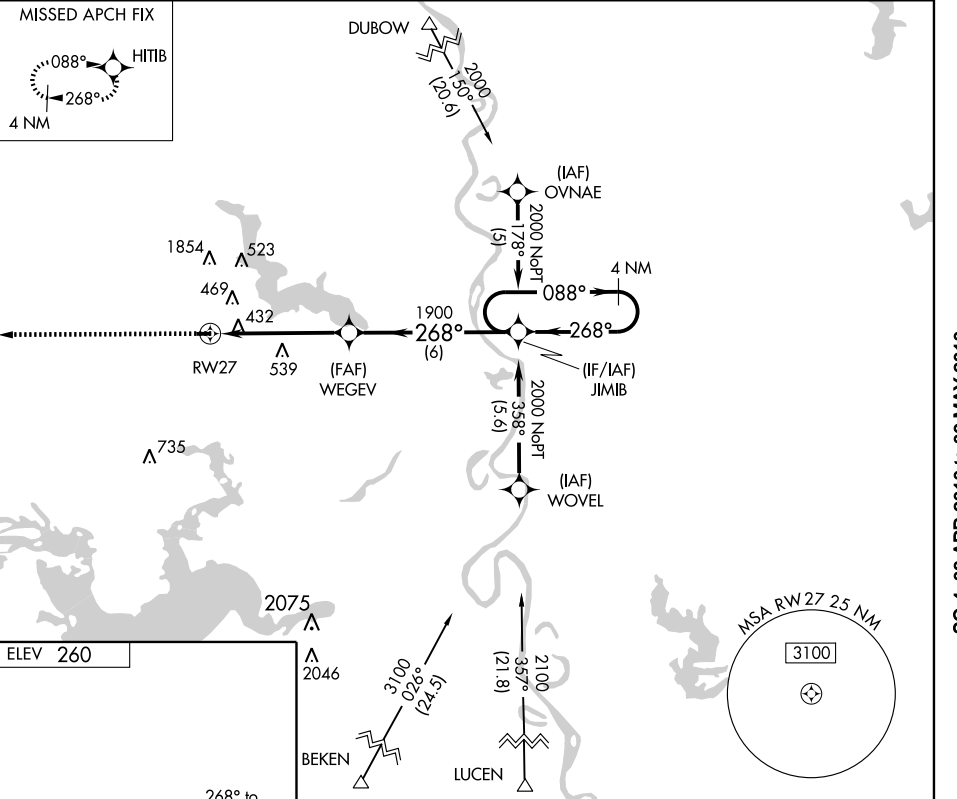 MISSED APCH FIX
088°
HITIB
268°
4 NM
DUBOW
2000
150°
(20.6)
(IAF)
OVNAE
2000 NoPT
178°
(5)
4 NM
088°
1854
523
469
432
1900
268°
(6)
268°
RW27
539
(FAF)
WEGEV
(IF/IAF)
JIMIB
2000 NoPT
358°
(5.6)
735
(IAF)
WOVEL
2075
2046
ELEV 260
3100
026°
(24.5)
2100
357°
(21.8)
MSA RW27 25 NM
3100
BEKEN
LUCEN
268° to